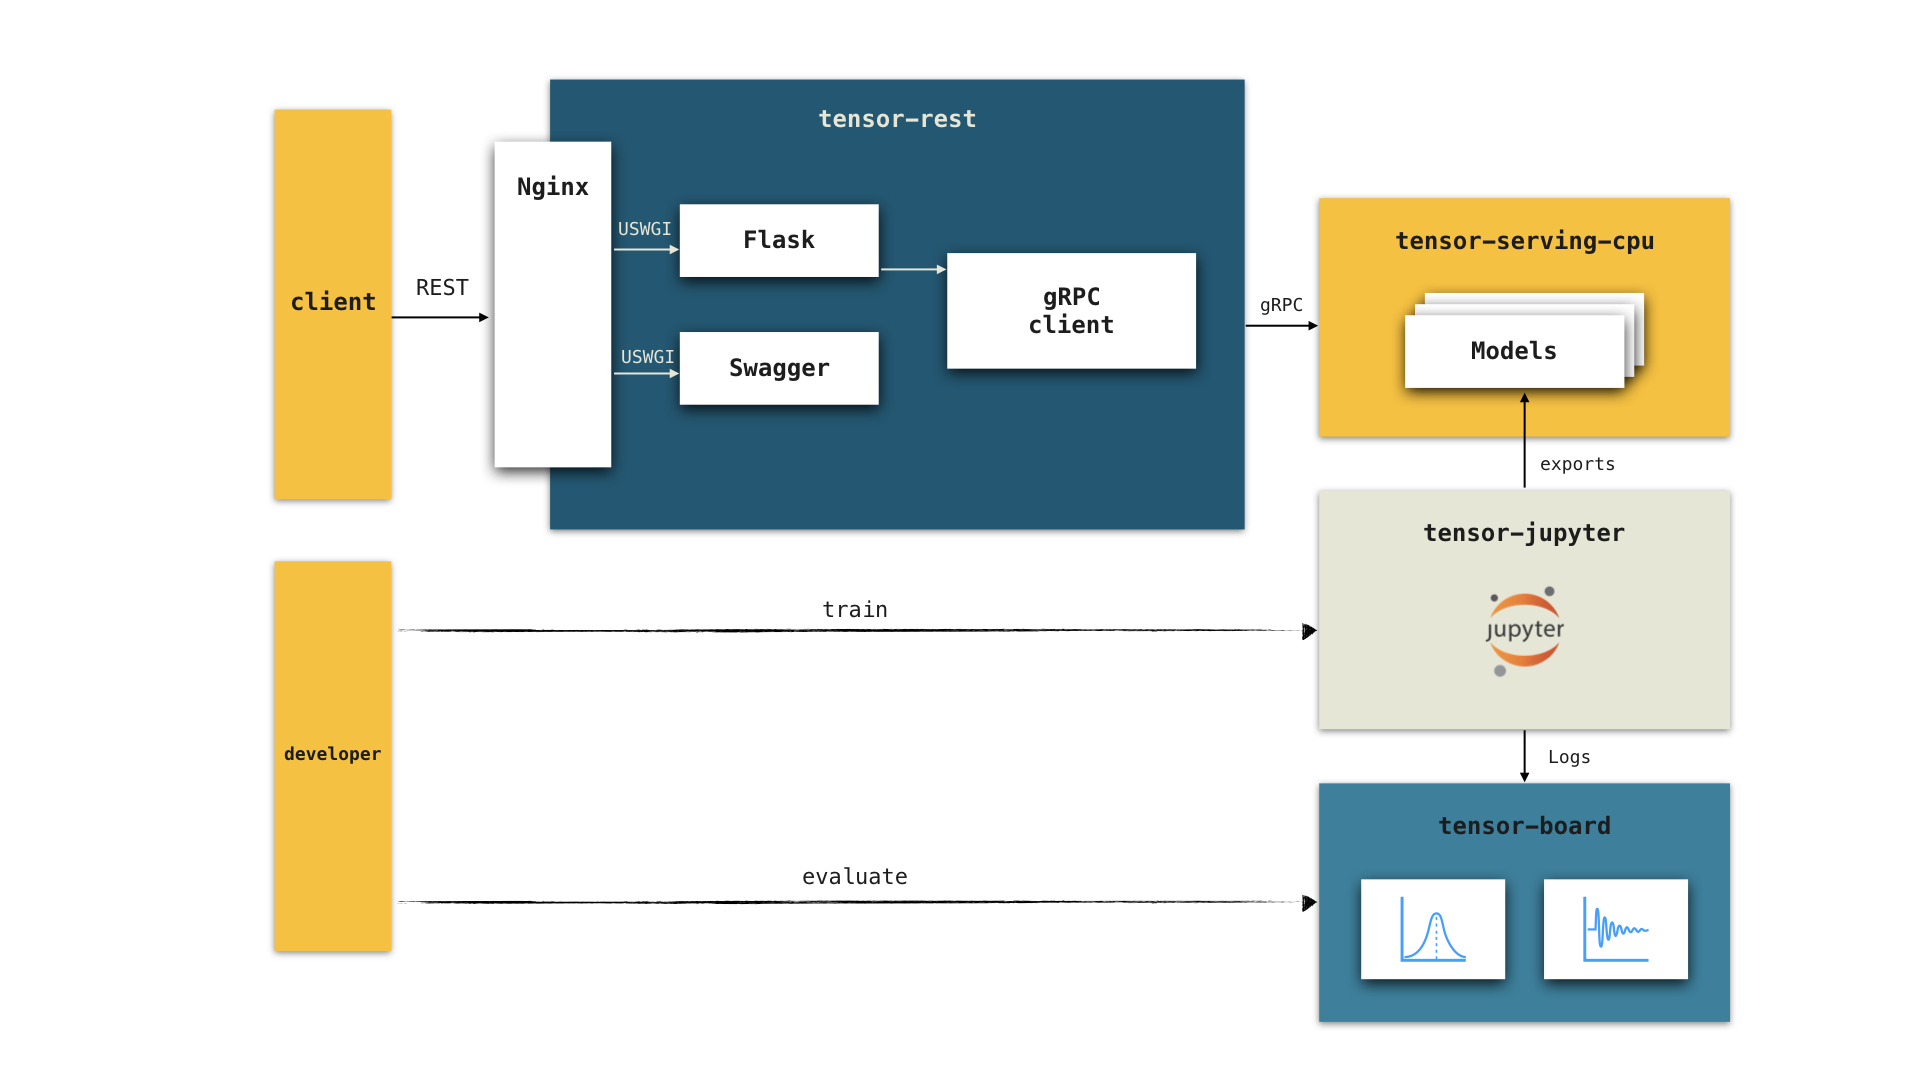 tensor-rest
client
REST
Nginx
USWGI
Flask
USWGI
Swagger
gRPC
client
gRPC
tensor-serving-cpu
Models
exports
tensor-jupyter
jupyter
developer
train
Logs
evaluate
tensor-board